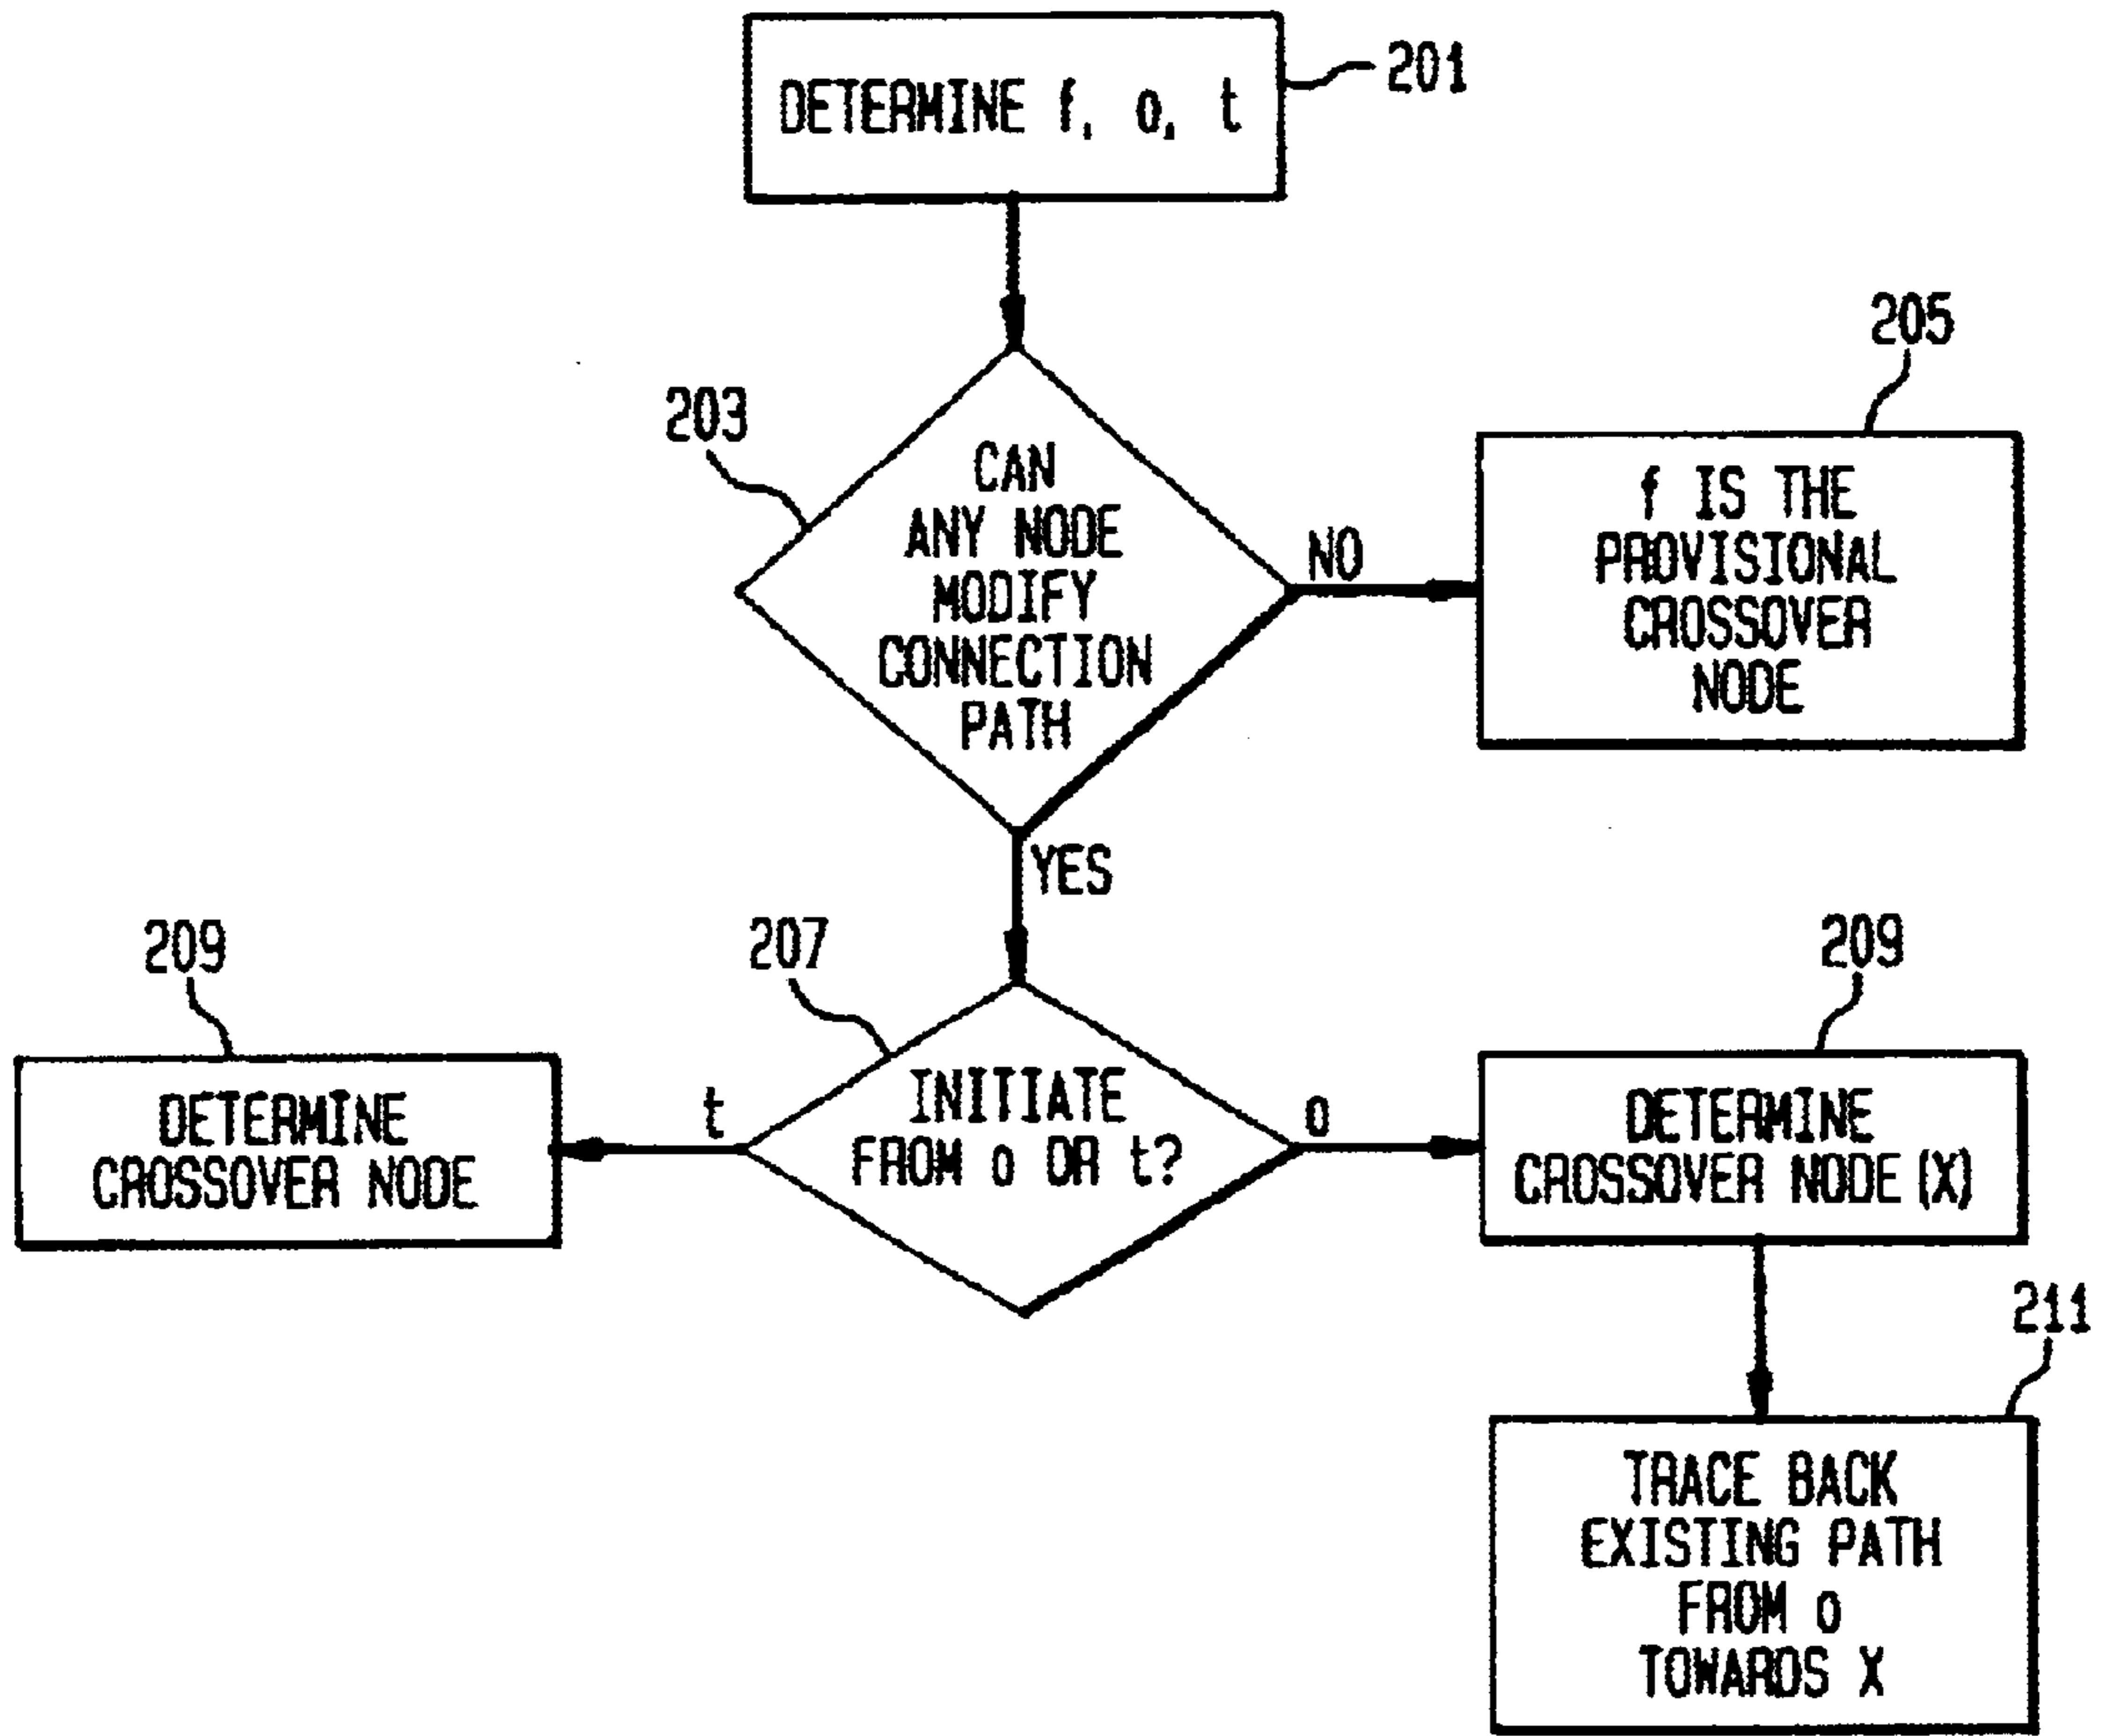 DETERMINE f, o, t
201
203
CAN
ANY NODE
MODIFY
CONNECTION
PATH
NO
205
f IS THE
PROVISIONAL
CROSSOVER
NODE
YES
209
DETERMINE
CROSSOVER NODE
t
207
INITIATE
FROM o OR t?
o
209
DETERMINE
CROSSOVER NODE (X)
211
TRACE BACK
EXISTING PATH
FROM o
TOWARDS X